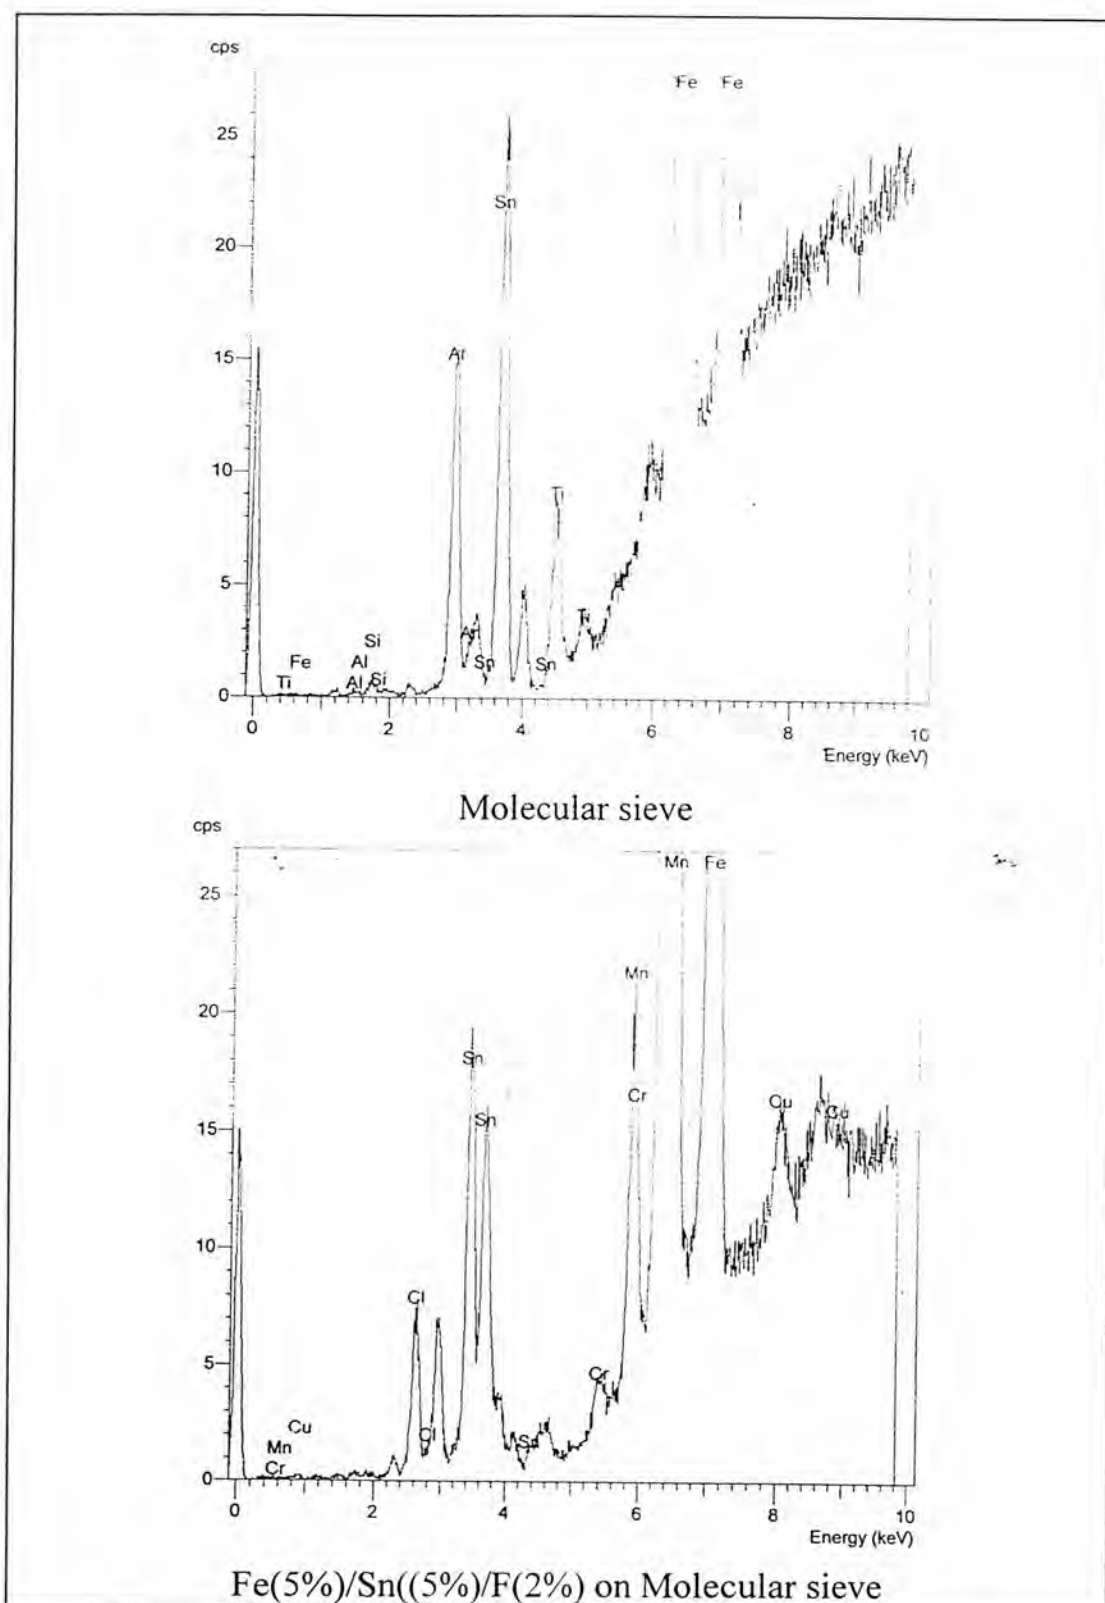 cps
Fe Fe
25
Sn
20
15
Ar
10
Ti
5
Ar
Si
Sn Sn
Fe Al
Ti Al Si
0
0 2 4 6 8 10
Energy (keV)
Molecular sieve
cps
Mn Fe
25
Mn
20
Sn
Cr
Sn
Cu Cu
15
10
Cl
5
Cr
Cu
Cl Sn
Mn
Cr
0
0 2 4 6 8 10
Energy (keV)
Fe(5%)/Sn((5%)/F(2%) on Molecular sieve